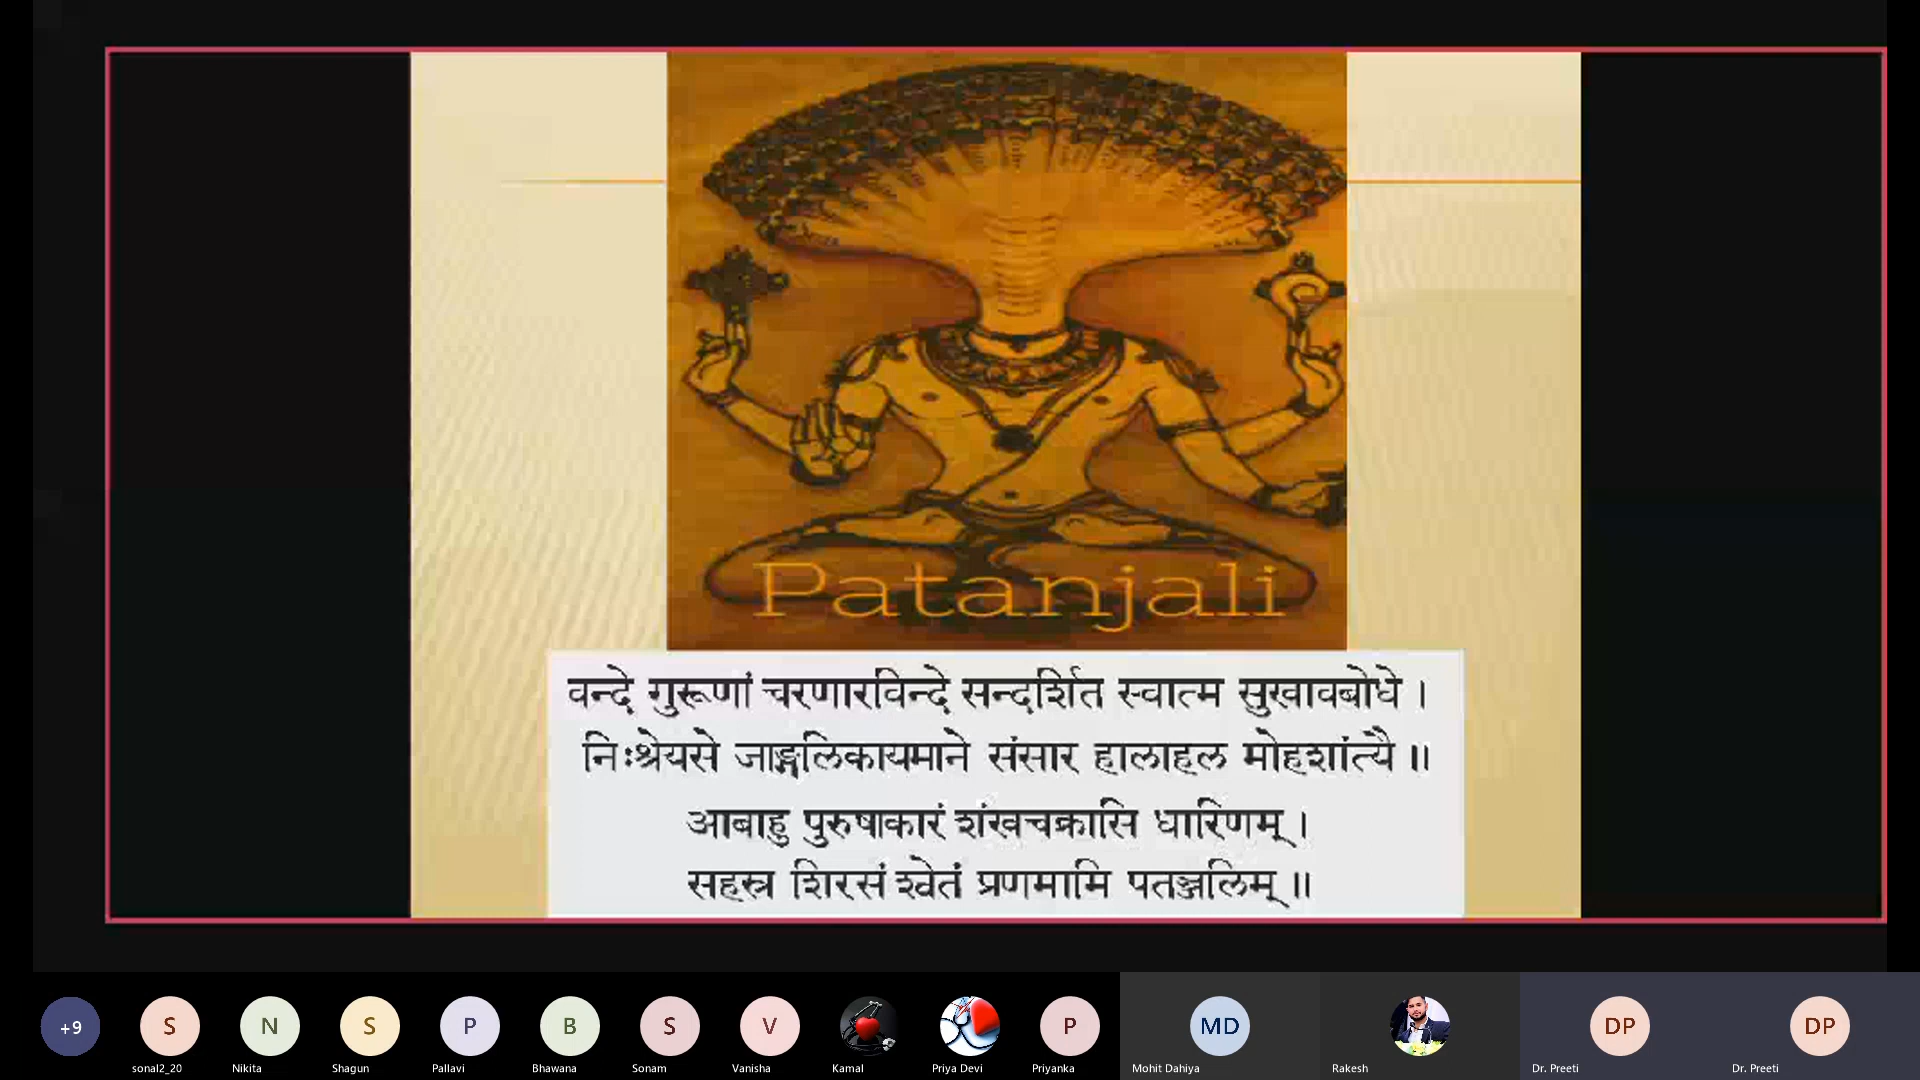 Patanjali
वन्दे गुरूणां चरणारविन्दे सन्दर्शित स्वात्म सुखावबोधे ।
निःश्रेयसे जाङ्गलिकायमाने संसार हालाहल मोहशांत्यै ॥
आबाहु पुरुषाकारं शंखचक्रासि धारिणम् ।
सहस्र शिरसं श्वेतं प्रणमामि पतञ्जलिम् ॥
+9 S N S P B S V P MD DP DP
sonal2_20 Nikita Shagun Pallavi Bhawana Sonam Vanisha Kamal Priya Devi Priyanka Mohit Dahiya Rakesh Dr. Preeti Dr. Preeti